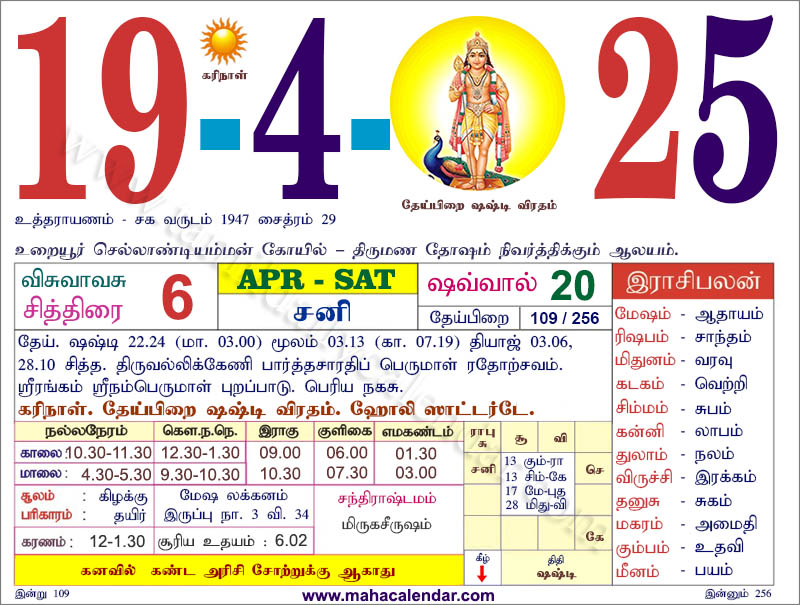 19-4-25
கரிநாள்
தேய்பிறை ஷஷ்டி விரதம்
உத்தராயணம் - சக வருடம் 1947 சைத்ரம் 29
உறையூர் செல்லாண்டியம்மன் கோயில் – திருமண தோஷம் நிவர்த்திக்கும் ஆலயம்.
விசுவாவசு
சித்திரை 6
APR - SAT
சனி
ஷவ்வால் 20
தேய்பிறை 109 / 256
தேய். ஷஷ்டி 22.24 (மா. 03.00) மூலம் 03.13 (கா. 07.19) தியாஜ் 03.06,
28.10 சித்த. திருவல்லிக்கேணி பார்த்தசாரதிப் பெருமாள் ரதோற்சவம்.
ஸ்ரீரங்கம் ஸ்ரீநம்பெருமாள் புறப்பாடு. பெரிய நகசு.
கரிநாள். தேய்பிறை ஷஷ்டி விரதம். ஹோலி ஸாட்டர்டே.
நல்லநேரம் கௌ.ந.நெ. இராகு குளிகை எமகண்டம்
காலை: 10.30-11.30 12.30-1.30 09.00 06.00 01.30
மாலை: 4.30-5.30 9.30-10.30 10.30 07.30 03.00
சூலம் : கிழக்கு
பரிகாரம் : தயிர்
மேஷ லக்கனம்
இருப்பு நா. 3 வி. 34
சந்திராஷ்டமம்
மிருகசீருஷம்
கரணம்: 12-1.30 சூரிய உதயம் : 6.02
கனவில் கண்ட அரிசி சோற்றுக்கு ஆகாது
ராபு
சு
சூ வி
சனி
13 கும்-ரா
13 சிம்-கே
17 மே-புத
28 மிது-வி
செ
கே
கீழ்
திதி
ஷஷ்டி
இராசிபலன்
மேஷம் - ஆதாயம்
ரிஷபம் - சாந்தம்
மிதுனம் - வரவு
கடகம் - வெற்றி
சிம்மம் - சுபம்
கன்னி - லாபம்
துலாம் - நலம்
விருச்சி - இரக்கம்
தனுசு - சுகம்
மகரம் - அமைதி
கும்பம் - உதவி
மீனம் - பயம்
இன்று 109
www.mahacalendar.com
இன்னும் 256